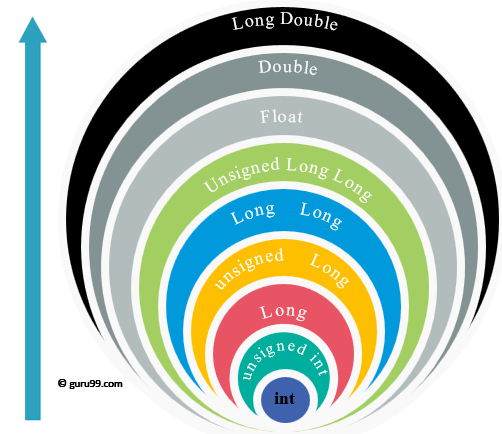 Long Double
Double
Float
Unsigned Long Long
Long Long
unsigned Long
Long
unsigned int
int
© guru99.com